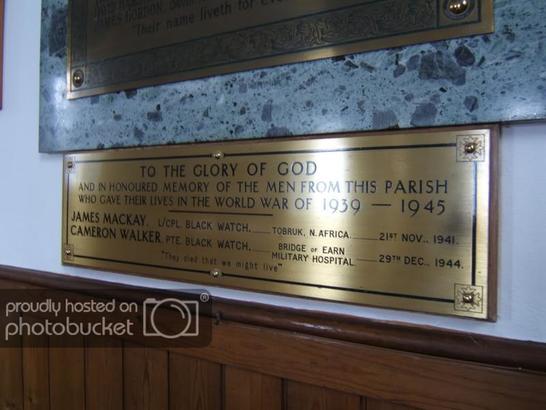 JAMES GORDON,
"Their name liveth for
TO THE GLORY OF GOD
AND IN HONOURED MEMORY OF THE MEN FROM THIS PARISH
WHO GAVE THEIR LIVES IN THE WORLD WAR OF 1939 — 1945
JAMES MACKAY. L/CPL. BLACK WATCH. TOBRUK, N. AFRICA. 21ST NOV., 1941.
CAMERON WALKER. PTE. BLACK WATCH. BRIDGE OF EARN MILITARY HOSPITAL 29TH DEC., 1944.
"They died that we might live"
proudly hosted on
photobucket